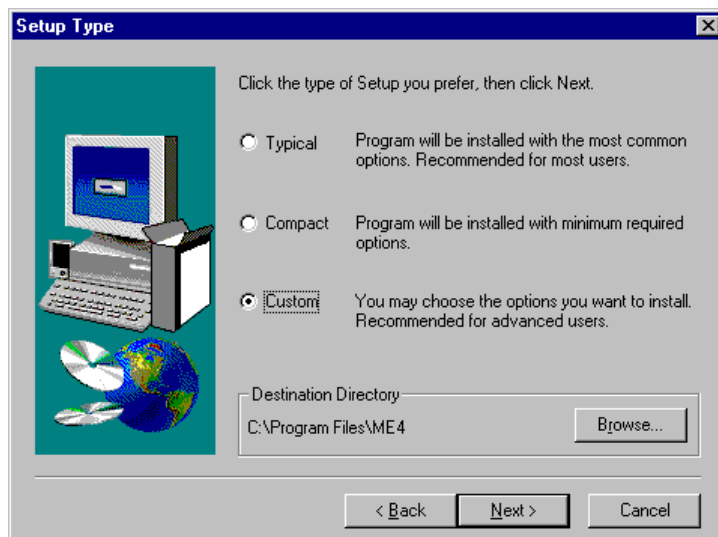 Setup Type
Click the type of Setup you prefer, then click Next.
Typical
Program will be installed with the most common
options. Recommended for most users.
Compact
Program will be installed with minimum required
options.
Custom
You may choose the options you want to install.
Recommended for advanced users.
Destination Directory
C:\Program Files\ME4
Browse...
< Back
Next >
Cancel